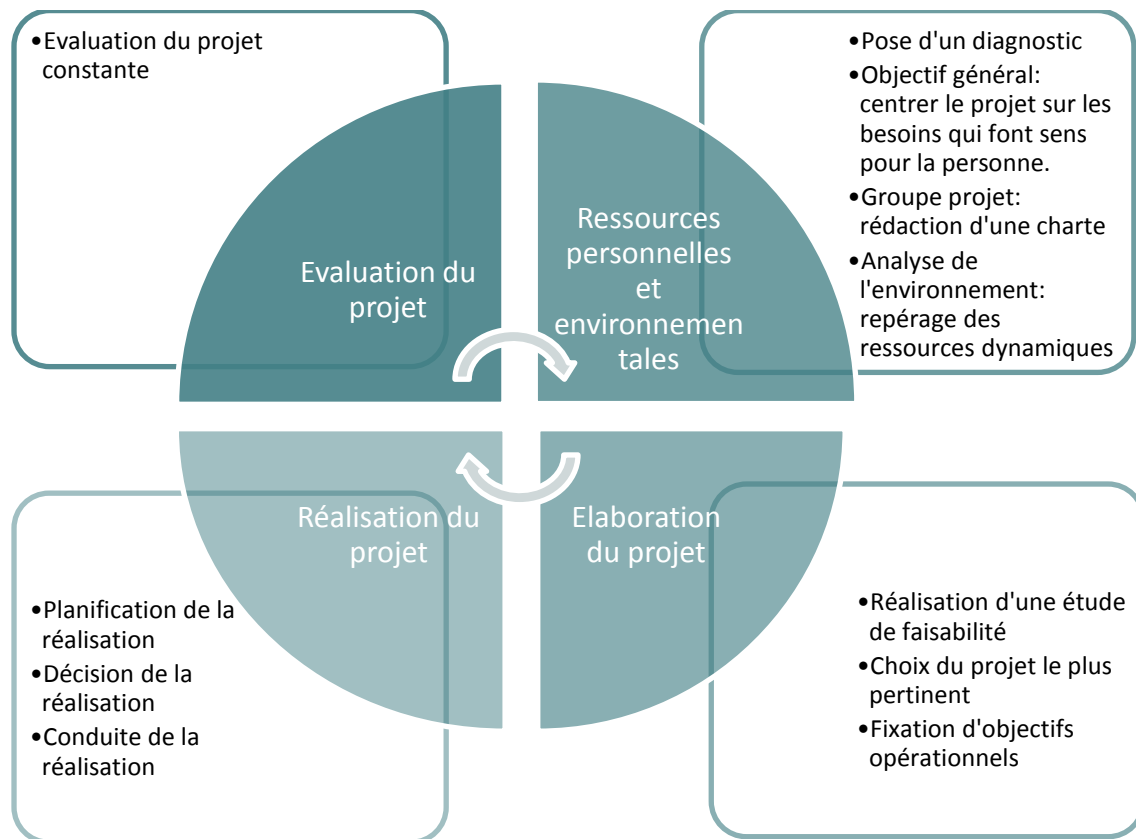 •Evaluation du projet
constante
•Pose d'un diagnostic
•Objectif général:
centrer le projet sur les
besoins qui font sens
pour la personne.
•Groupe projet:
rédaction d'une charte
•Analyse de
l'environnement:
repérage des
ressources dynamiques
Evaluation du
projet
Ressources
personnelles
et
environnemen
tales
Réalisation du
projet
Elaboration
du projet
•Planification de la
réalisation
•Décision de la
réalisation
•Conduite de la
réalisation
•Réalisation d'une étude
de faisabilité
•Choix du projet le plus
pertinent
•Fixation d'objectifs
opérationnels